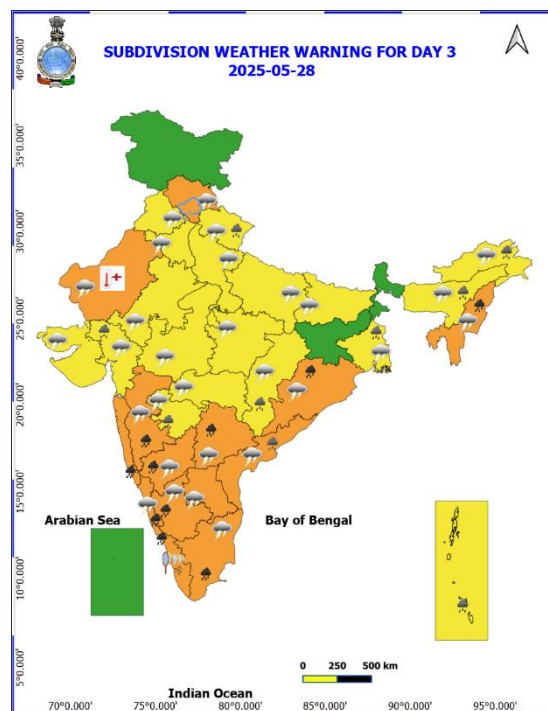 SUBDIVISION WEATHER WARNING FOR DAY 3
2025-05-28
40°0.000'
35°0.000'
30°0.000'
25°0.000'
20°0.000'
15°0.000'
10°0.000'
5°0.000'
Arabian Sea
Bay of Bengal
0 250 500 km
Indian Ocean
70°0.000' 75°0.000' 80°0.000' 85°0.000' 90°0.000' 95°0.000'